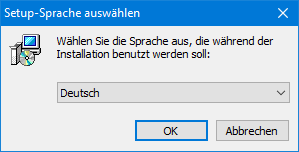 Setup-Sprache auswählen
Wählen Sie die Sprache aus, die während der
Installation benutzt werden soll:
Deutsch
OK
Abbrechen